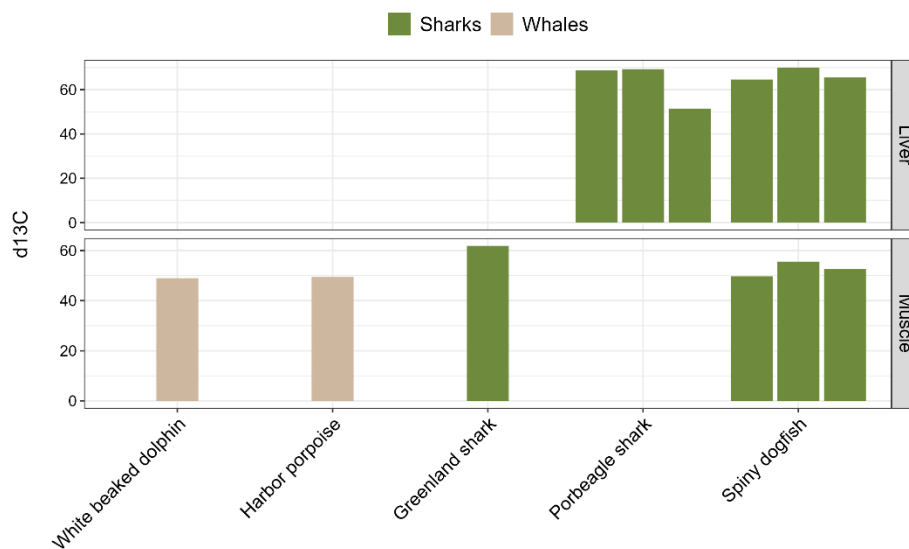 Sharks Whales
60
40
20
0
Liver
d13C
60
40
20
0
Muscle
White beaked dolphin
Harbor porpoise
Greenland shark
Porbeagle shark
Spiny dogfish